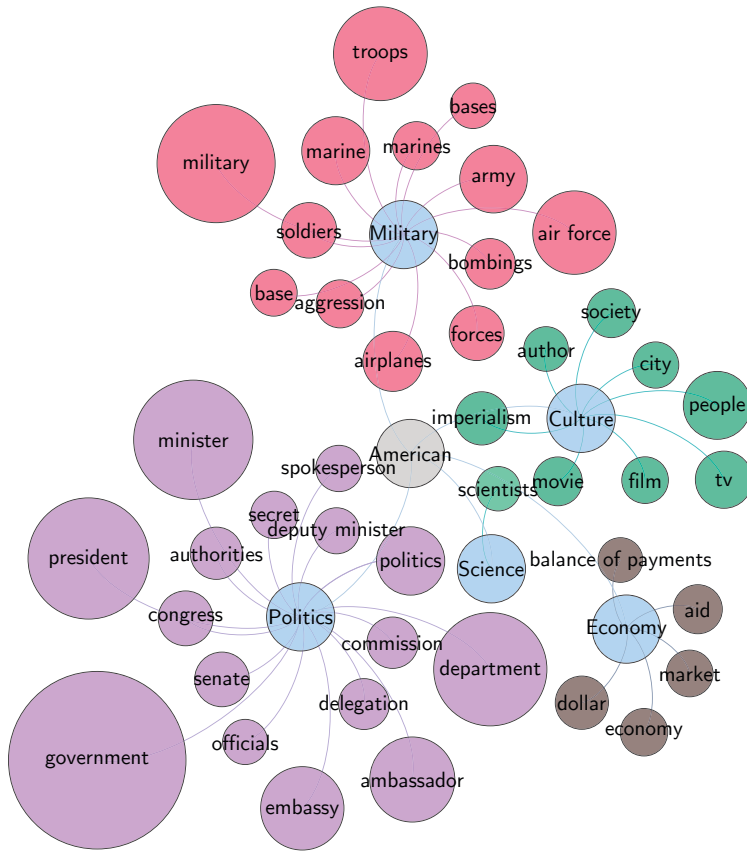 troops
bases
marines
marine
military
army
soldiers
Military
air force
bombings
base
aggression
society
forces
author
airplanes
city
people
imperialism
Culture
minister
American
spokesperson
scientists
movie
film
tv
secret
deputy minister
authorities
president
politics
Science
balance of payments
congress
Politics
aid
Economy
commission
department
market
senate
delegation
dollar
economy
officials
government
ambassador
embassy